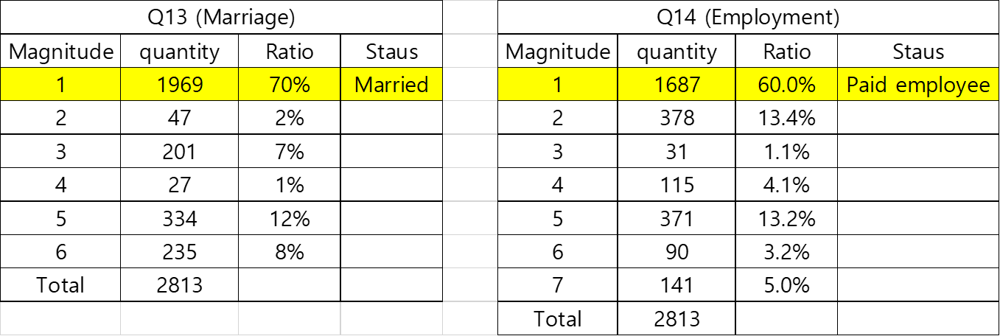 Q13 (Marriage) Q14 (Employment)
Magnitude quantity Ratio Staus Magnitude quantity Ratio Staus
1 1969 70% Married 1 1687 60.0% Paid employee
2 47 2% 2 378 13.4%
3 201 7% 3 31 1.1%
4 27 1% 4 115 4.1%
5 334 12% 5 371 13.2%
6 235 8% 6 90 3.2%
Total 2813 7 141 5.0%
Total 2813